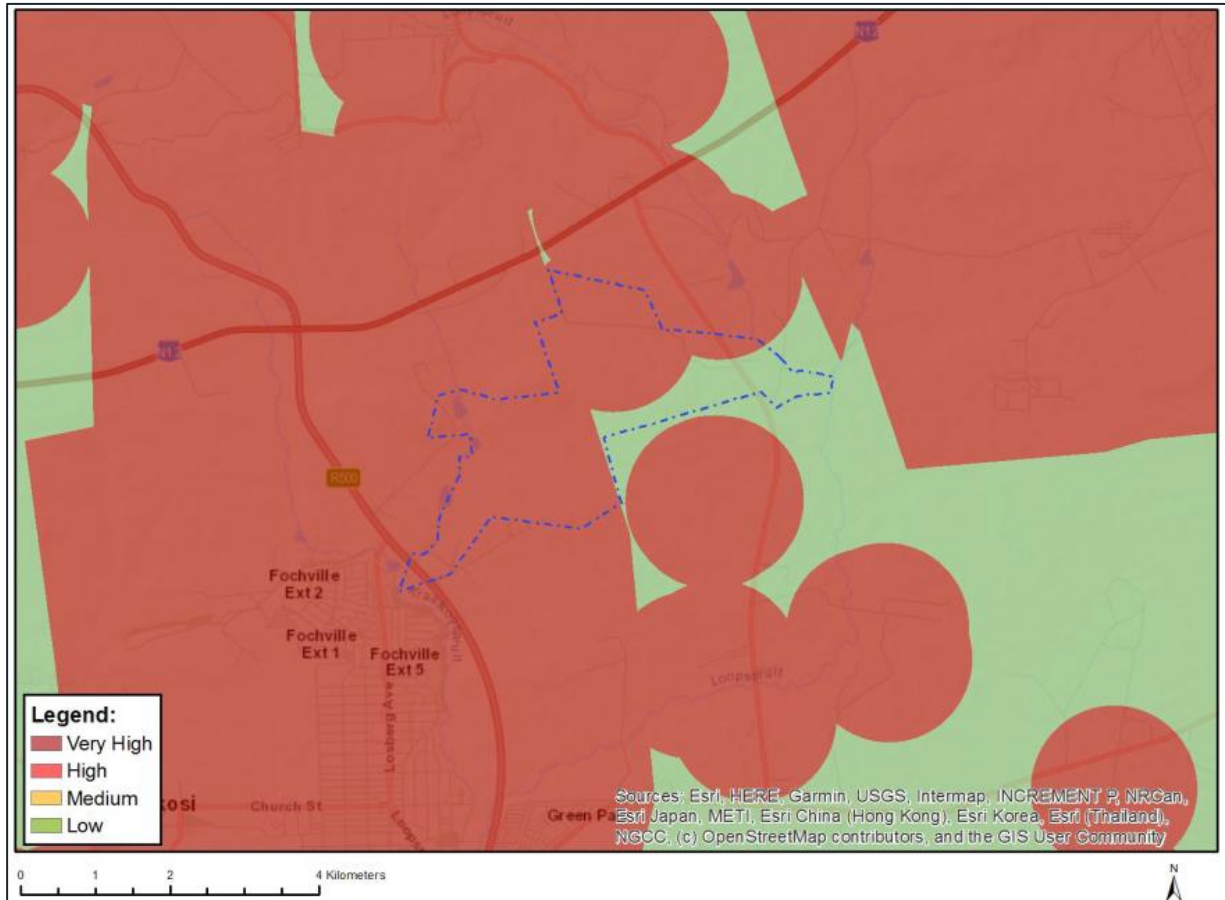 N12
N12
R500
Fochville
Ext 2
Fochville
Ext 1
Fochville
Ext 5
Losberg Ave
Loopspruit
Legend:
Very High
High
Medium
Low
kosi
Church St
Green Pa
Sources: Esri, HERE, Garmin, USGS, Intermap, INCREMENT P, NRCan,
Esri Japan, METI, Esri China (Hong Kong), Esri Korea, Esri (Thailand),
NGCC, (c) OpenStreetMap contributors, and the GIS User Community
0 1 2 4 Kilometers
N